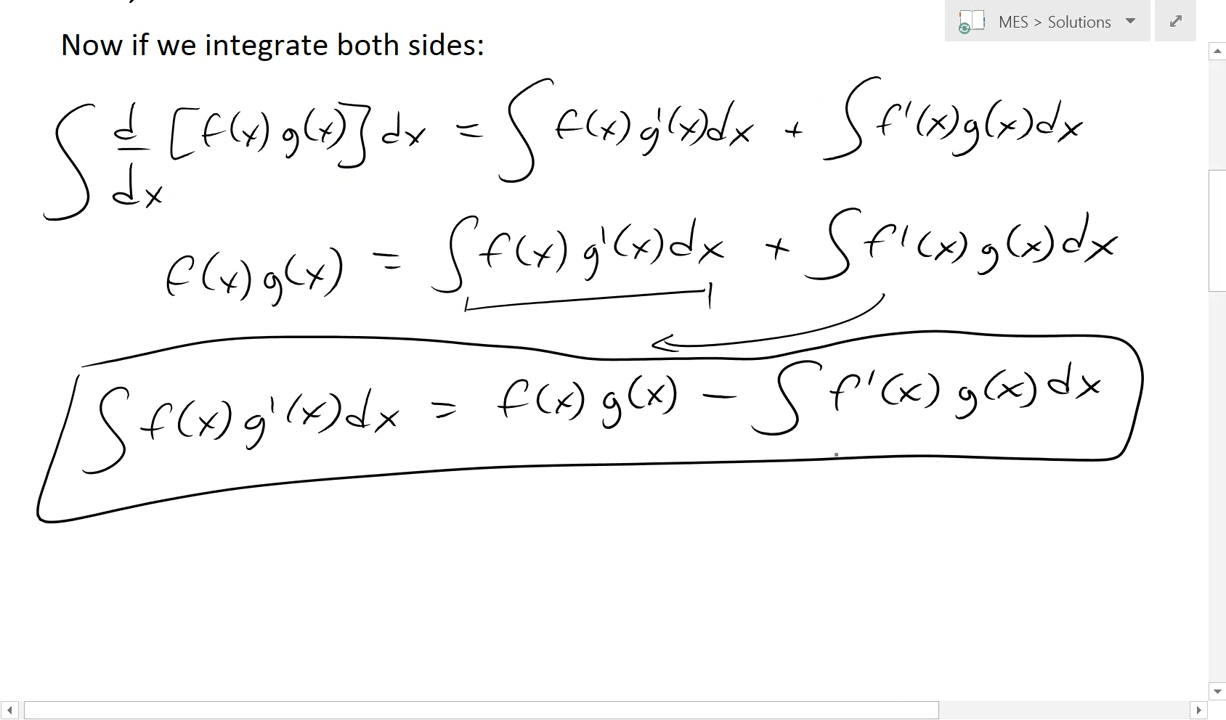 MES > Solutions
Now if we integrate both sides:
∫ d/dx [f(x) g(x)] dx = ∫ f(x) g'(x) dx + ∫ f'(x) g(x) dx
f(x) g(x) = ∫ f(x) g'(x) dx + ∫ f'(x) g(x) dx
∫ f(x) g'(x) dx = f(x) g(x) − ∫ f'(x) g(x) dx